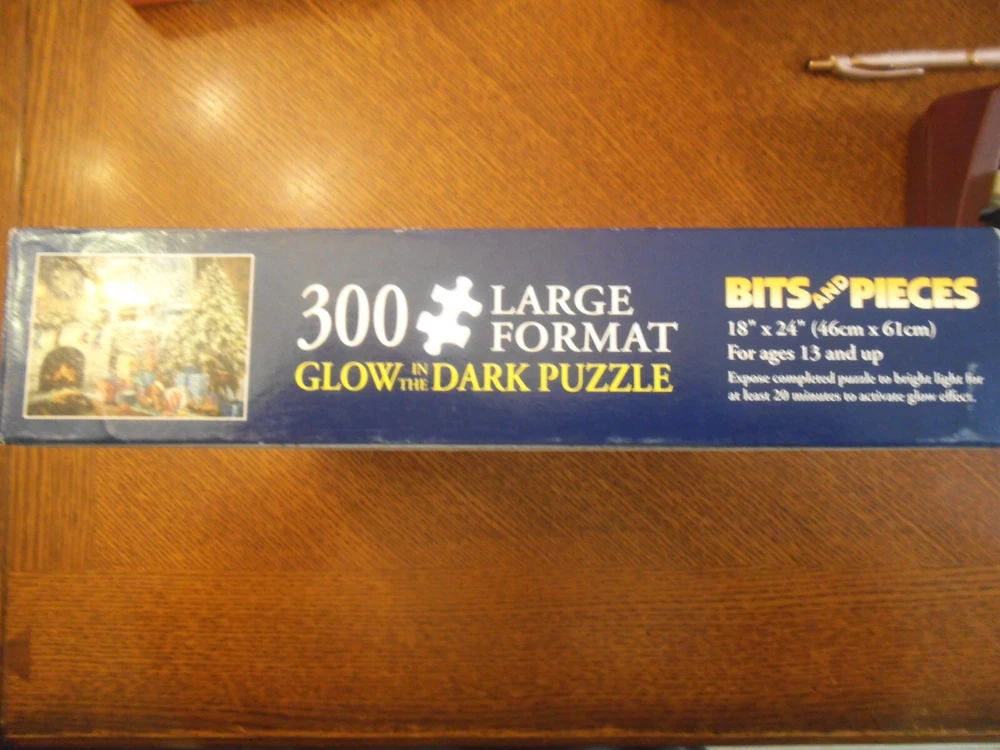 300 LARGE FORMAT
GLOW IN THE DARK PUZZLE
BITS AND PIECES
18" x 24" (46cm x 61cm)
For ages 13 and up
Expose completed puzzle to bright light for
at least 20 minutes to activate glow effect.